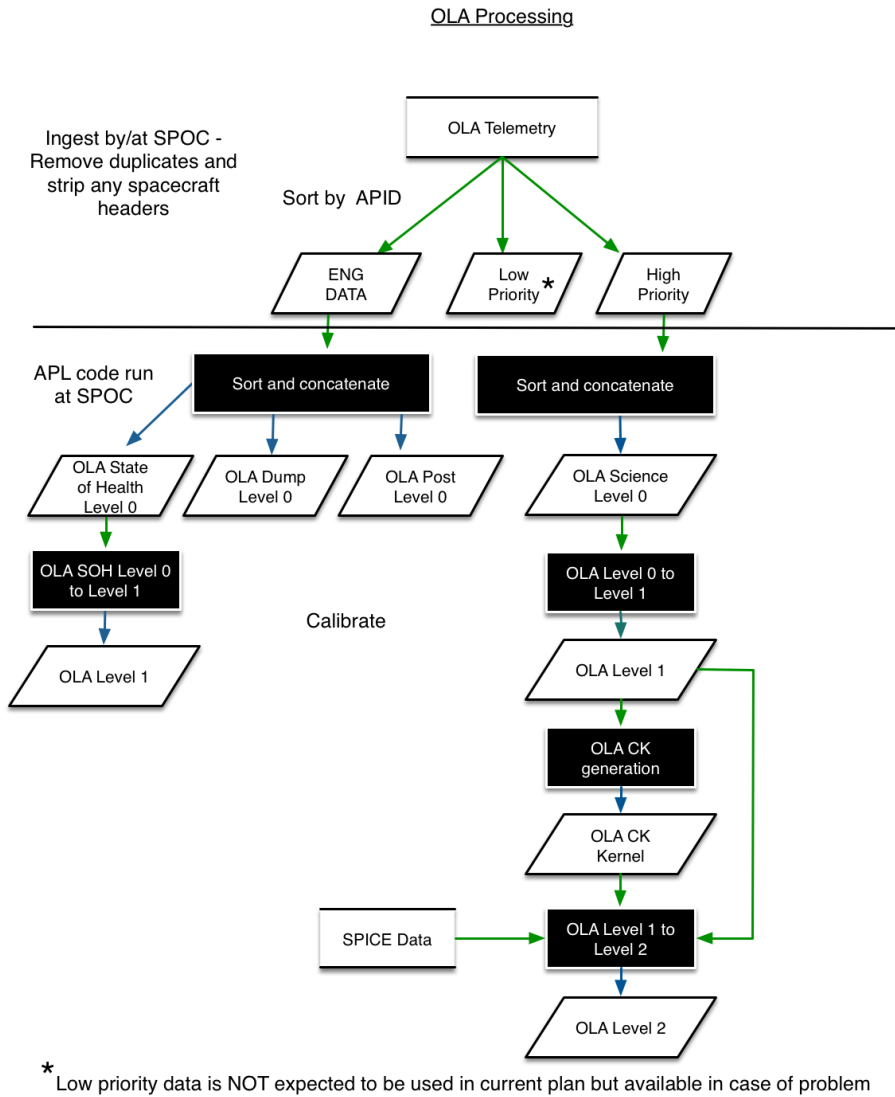 OLA Processing
OLA Telemetry
Ingest by/at SPOC -
Remove duplicates and
strip any spacecraft
headers
Sort by APID
ENG
DATA
Low
Priority *
High
Priority
APL code run
at SPOC
Sort and concatenate
Sort and concatenate
OLA State
of Health
Level 0
OLA Dump
Level 0
OLA Post
Level 0
OLA Science
Level 0
OLA SOH Level 0
to Level 1
OLA Level 0 to
Level 1
Calibrate
OLA Level 1
OLA Level 1
OLA CK
generation
OLA CK
Kernel
SPICE Data
OLA Level 1 to
Level 2
OLA Level 2
* Low priority data is NOT expected to be used in current plan but available in case of problem